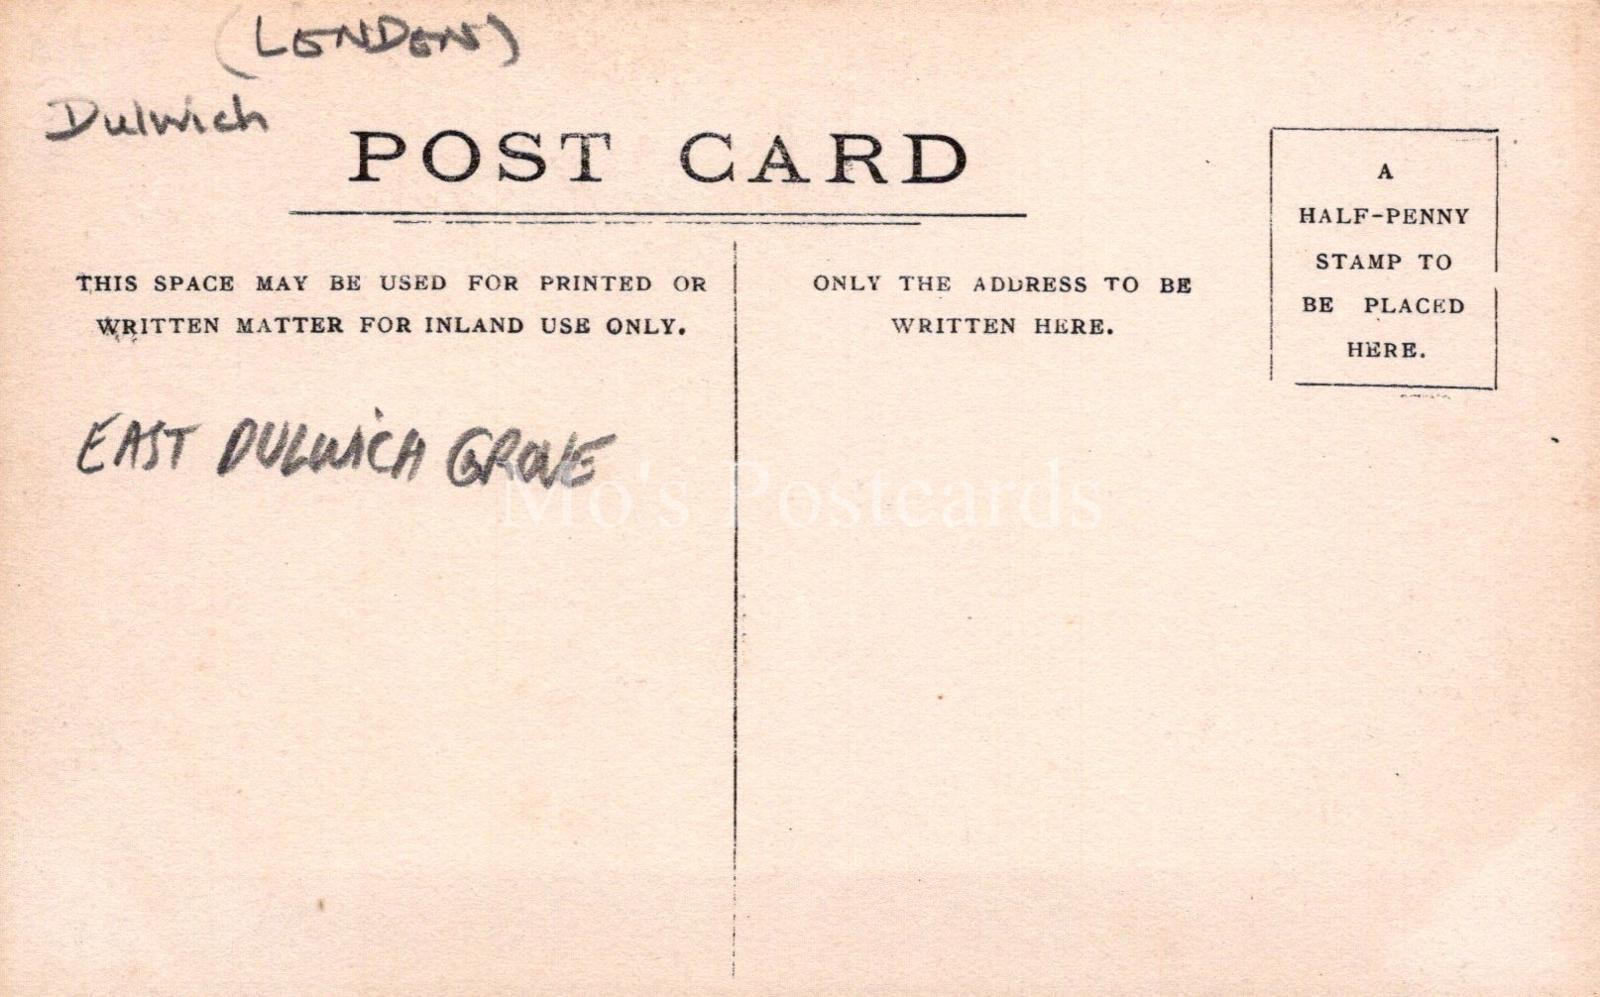 (LONDON)
Dulwich
POST CARD
THIS SPACE MAY BE USED FOR PRINTED OR
WRITTEN MATTER FOR INLAND USE ONLY.
ONLY THE ADDRESS TO BE
WRITTEN HERE.
A
HALF-PENNY
STAMP TO
BE PLACED
HERE.
EAST DULWICH GROVE
Mo's Postcards